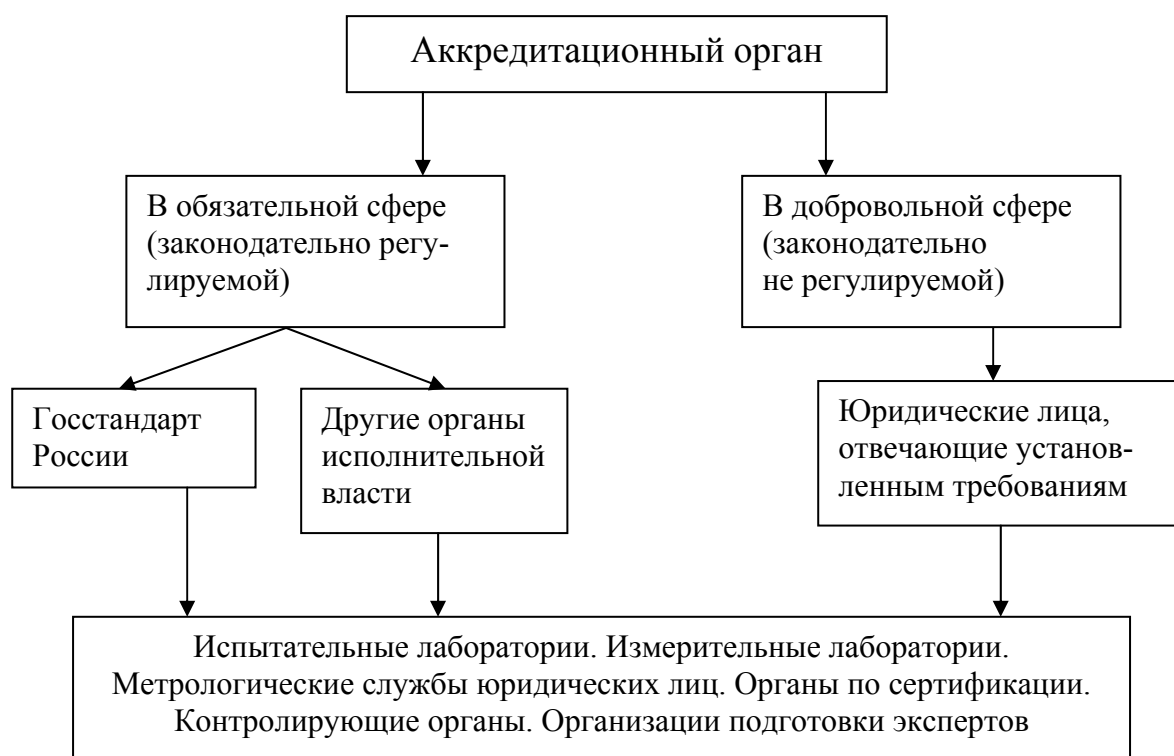 Аккредитационный орган
В обязательной сфере
(законодательно регу-
лируемой)
В добровольной сфере
(законодательно
не регулируемой)
Госстандарт
России
Другие органы
исполнительной
власти
Юридические лица,
отвечающие установ-
ленным требованиям
Испытательные лаборатории. Измерительные лаборатории.
Метрологические службы юридических лиц. Органы по сертификации.
Контролирующие органы. Организации подготовки экспертов